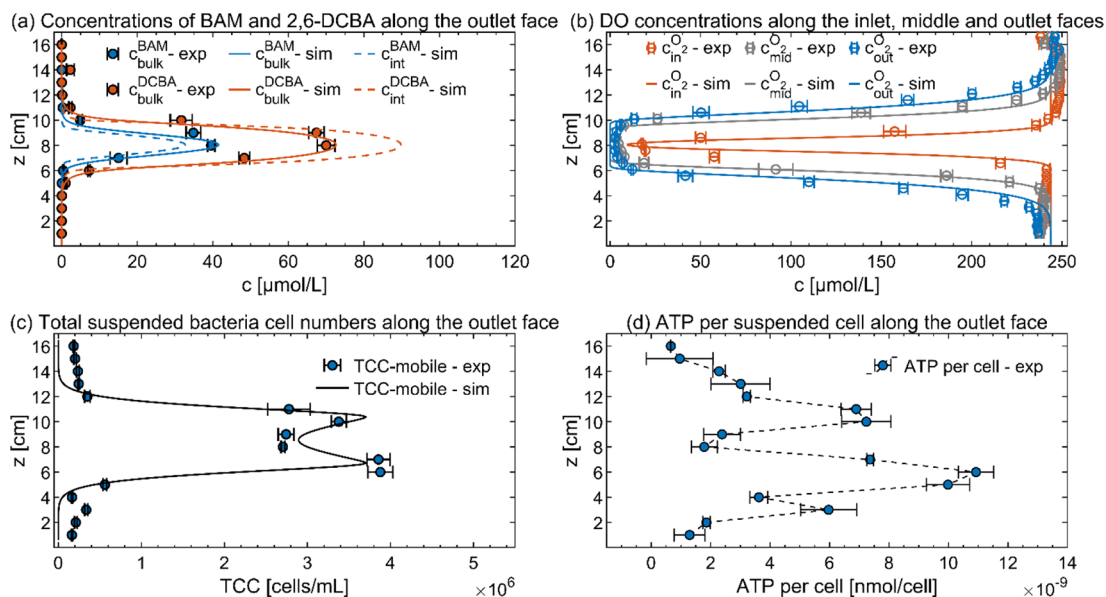 (a) Concentrations of BAM and 2,6-DCBA along the outlet face
16
14
12
10
8
6
4
2
z [cm]
c^BAM_bulk - exp
c^BAM_bulk - sim
c^BAM_int - sim
c^DCBA_bulk - exp
c^DCBA_bulk - sim
c^DCBA_int - sim
0 20 40 60 80 100 120
c [µmol/L]
(b) DO concentrations along the inlet, middle and outlet faces
16
14
12
10
8
6
4
2
z [cm]
c^O2_in - exp
c^O2_mid - exp
c^O2_out - exp
c^O2_in - sim
c^O2_mid - sim
c^O2_out - sim
0 50 100 150 200 250
c [µmol/L]
(c) Total suspended bacteria cell numbers along the outlet face
16
14
12
10
8
6
4
2
z [cm]
TCC-mobile - exp
TCC-mobile - sim
0 1 2 3 4 5
TCC [cells/mL]
×10^6
(d) ATP per suspended cell along the outlet face
16
14
12
10
8
6
4
2
z [cm]
ATP per cell - exp
0 2 4 6 8 10 12 14
ATP per cell [nmol/cell]
×10^-9